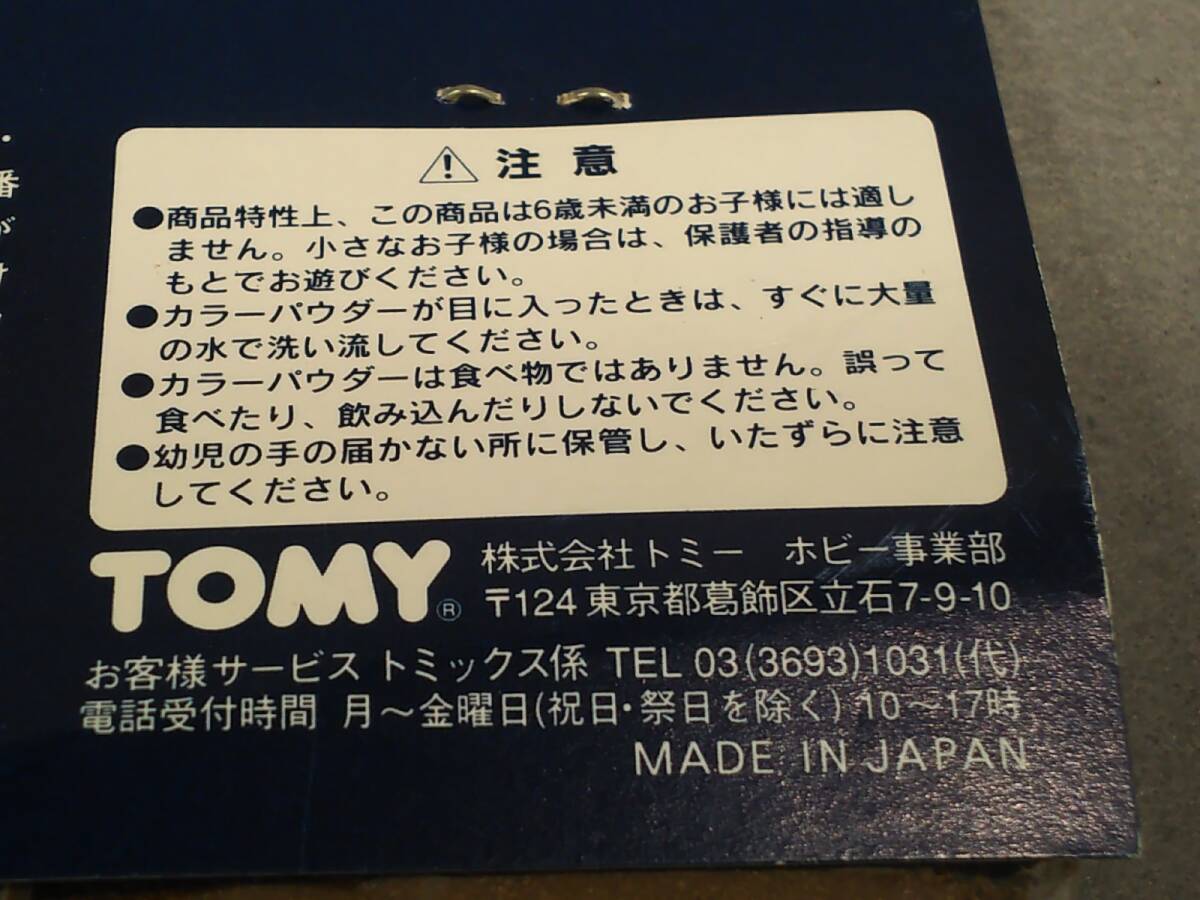 ・
番
が
け
⚠ 注意
●商品特性上、この商品は6歳未満のお子様には適し
ません。小さなお子様の場合は、保護者の指導の
もとでお遊びください。
●カラーパウダーが目に入ったときは、すぐに大量
の水で洗い流してください。
●カラーパウダーは食べ物ではありません。誤って
食べたり、飲み込んだりしないでください。
●幼児の手の届かない所に保管し、いたずらに注意
してください。
TOMY® 株式会社トミー ホビー事業部
〒124 東京都葛飾区立石7-9-10
お客様サービス トミックス係 TEL 03(3693)1031(代)
電話受付時間 月〜金曜日(祝日・祭日を除く) 10〜17時
MADE IN JAPAN